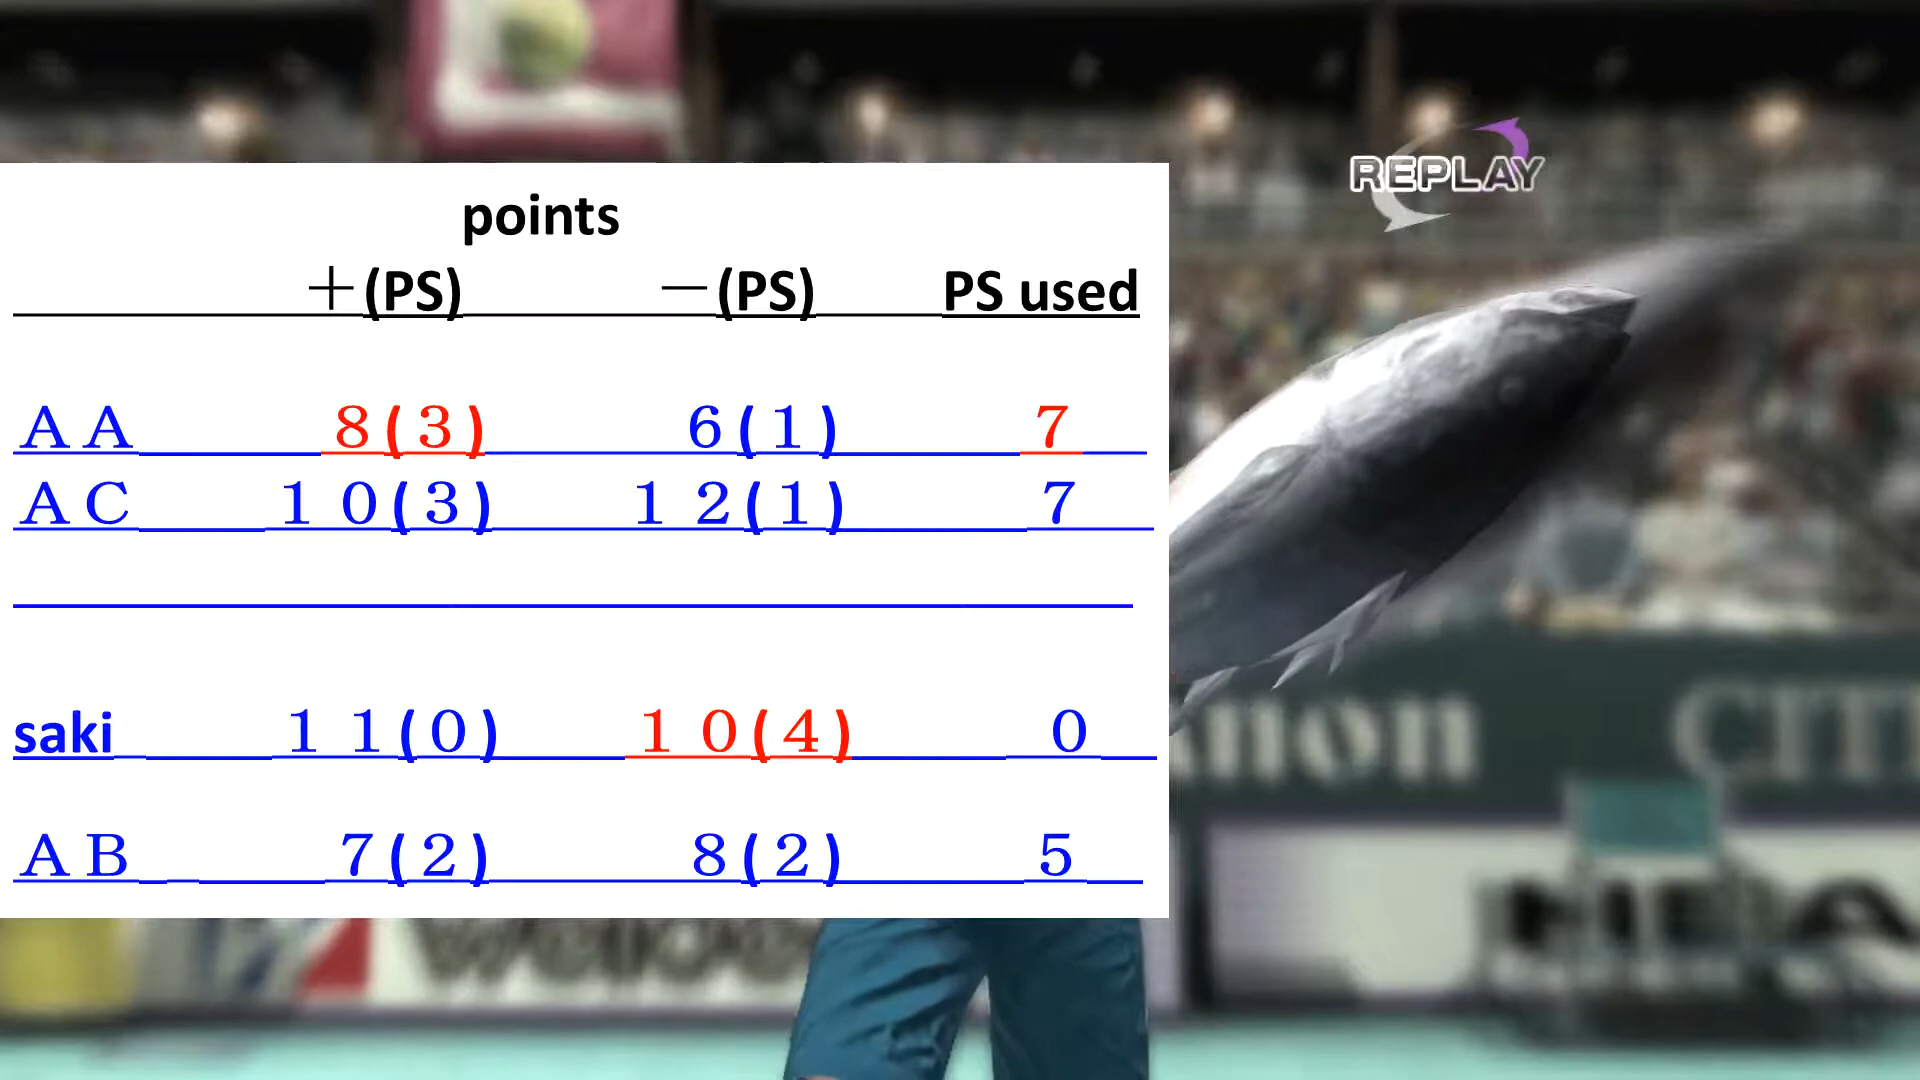 points
＋(PS) －(PS) PS used
ＡＡ ８(３) ６(１) ７
ＡＣ １０(３) １２(１) ７
saki １１(０) １０(４) ０
ＡＢ ７(２) ８(２) ５
REPLAY